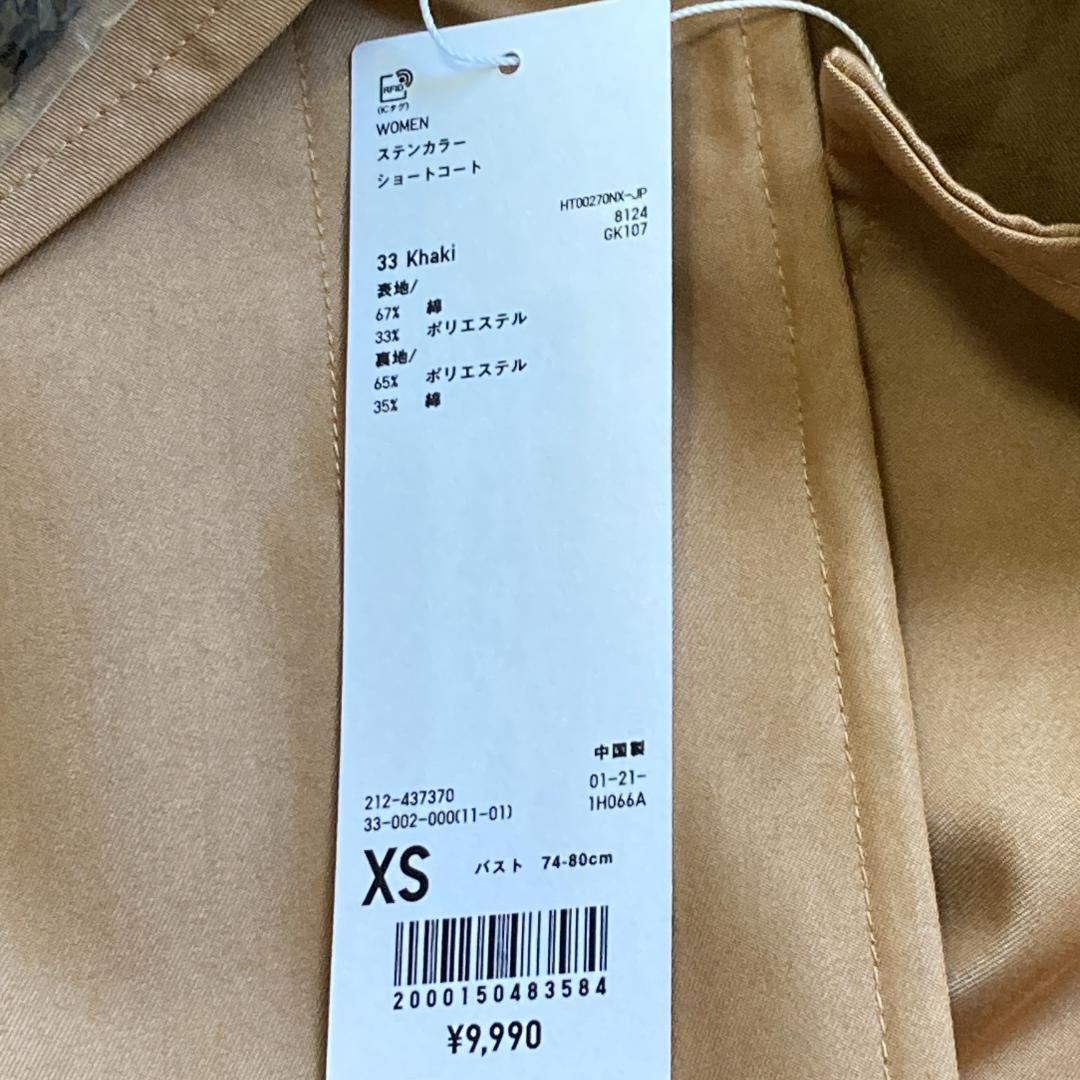 RFID
(ICタグ)
WOMEN
ステンカラー
ショートコート
HT00270NX-JP
8124
GK107
33 Khaki
表地/
67% 綿
33% ポリエステル
裏地/
65% ポリエステル
35% 綿
中国製
01-21-
1H066A
212-437370
33-002-000(11-01)
XS バスト 74-80cm
2000150483584
¥9,990